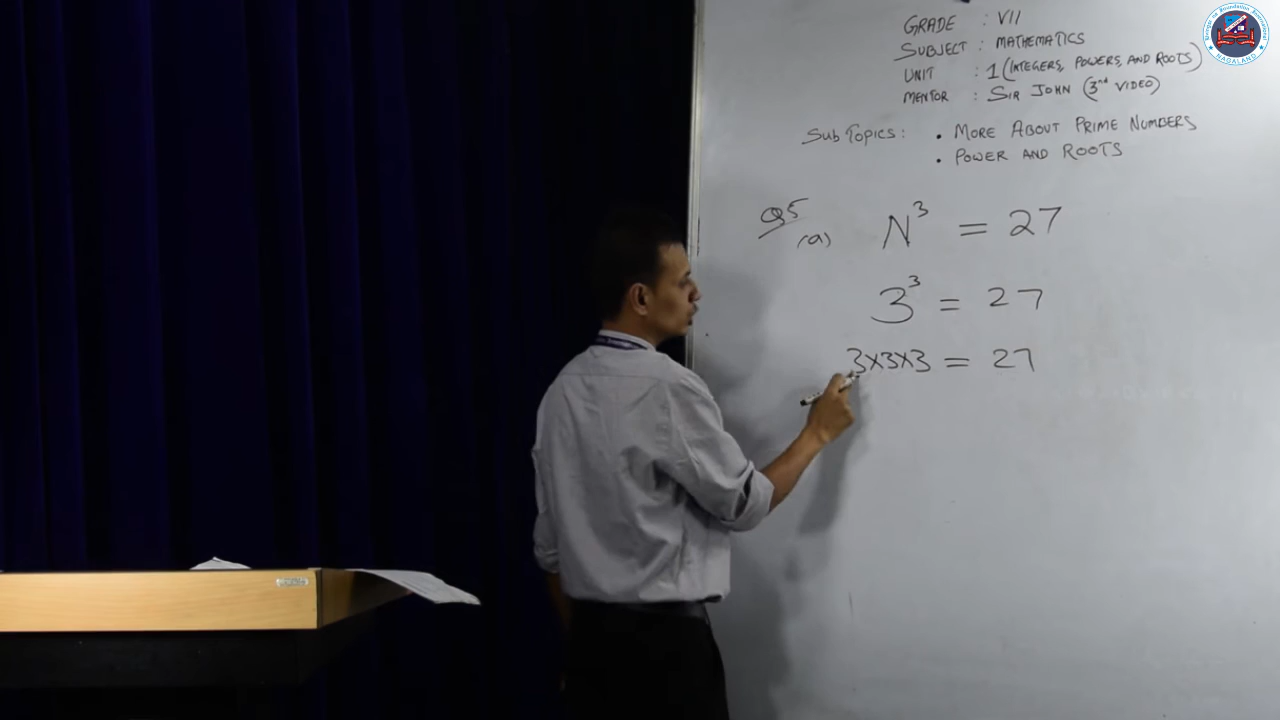 GRADE : VII
SUBJECT : MATHEMATICS
UNIT : 1 (INTEGERS, POWERS, AND ROOTS)
MENTOR : SIR JOHN (3rd VIDEO)
Sub Topics: • MORE ABOUT PRIME NUMBERS
• POWER AND ROOTS
Q5
(a) N³ = 27
3³ = 27
3×3×3 = 27
NAGALAND